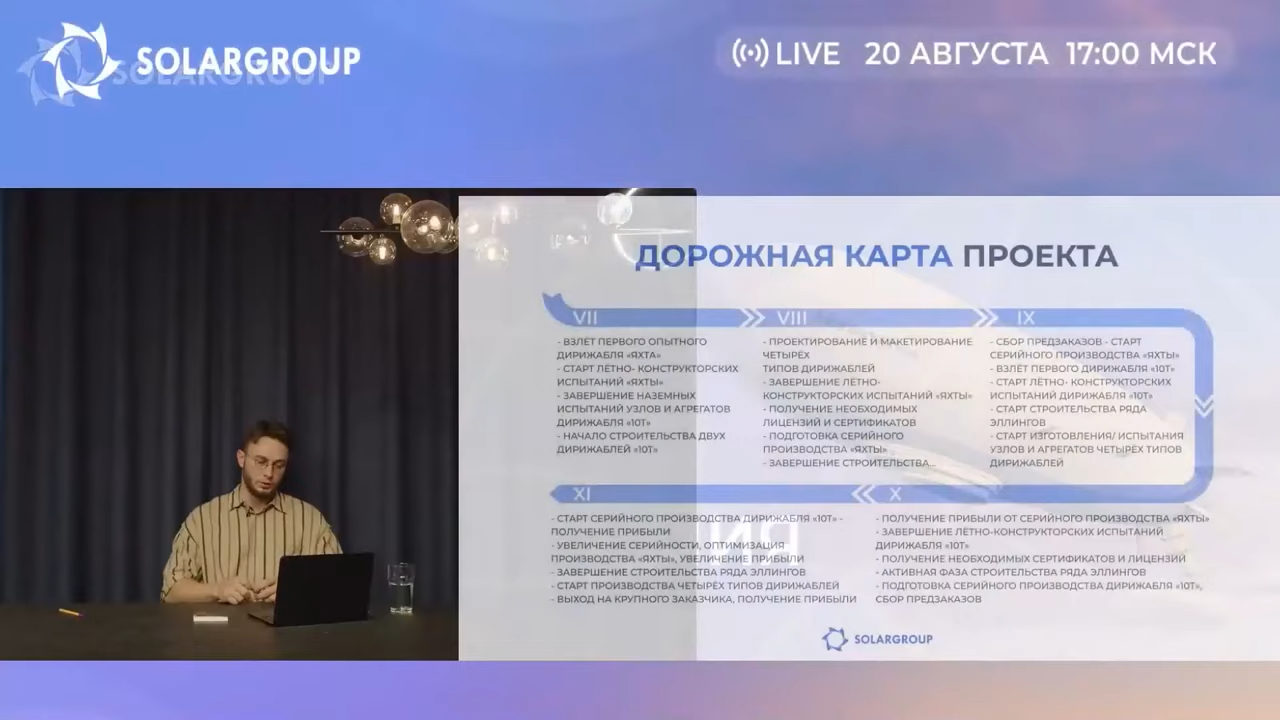 SOLARGROUP
SOLARGROUP
LIVE 20 АВГУСТА 17:00 МСК
ДОРОЖНАЯ КАРТА ПРОЕКТА
VII
- ВЗЛЁТ ПЕРВОГО ОПЫТНОГО
ДИРИЖАБЛЯ «ЯХТА»
- СТАРТ ЛЁТНО- КОНСТРУКТОРСКИХ
ИСПЫТАНИЙ «ЯХТЫ»
- ЗАВЕРШЕНИЕ НАЗЕМНЫХ
ИСПЫТАНИЙ УЗЛОВ И АГРЕГАТОВ
ДИРИЖАБЛЯ «10Т»
- НАЧАЛО СТРОИТЕЛЬСТВА ДВУХ
ДИРИЖАБЛЕЙ «10Т»
VIII
- ПРОЕКТИРОВАНИЕ И МАКЕТИРОВАНИЕ
ЧЕТЫРЁХ
ТИПОВ ДИРИЖАБЛЕЙ
- ЗАВЕРШЕНИЕ ЛЁТНО-
КОНСТРУКТОРСКИХ ИСПЫТАНИЙ «ЯХТЫ»
- ПОЛУЧЕНИЕ НЕОБХОДИМЫХ
ЛИЦЕНЗИЙ И СЕРТИФИКАТОВ
- ПОДГОТОВКА СЕРИЙНОГО
ПРОИЗВОДСТВА «ЯХТЫ»
- ЗАВЕРШЕНИЕ СТРОИТЕЛЬСТВА...
IX
- СБОР ПРЕДЗАКАЗОВ - СТАРТ
СЕРИЙНОГО ПРОИЗВОДСТВА «ЯХТЫ»
- ВЗЛЁТ ПЕРВОГО ДИРИЖАБЛЯ «10Т»
- СТАРТ ЛЁТНО- КОНСТРУКТОРСКИХ
ИСПЫТАНИЙ ДИРИЖАБЛЯ «10Т»
- СТАРТ СТРОИТЕЛЬСТВА РЯДА
ЭЛЛИНГОВ
- СТАРТ ИЗГОТОВЛЕНИЯ/ ИСПЫТАНИЯ
УЗЛОВ И АГРЕГАТОВ ЧЕТЫРЁХ ТИПОВ
ДИРИЖАБЛЕЙ
XI
- СТАРТ СЕРИЙНОГО ПРОИЗВОДСТВА ДИРИЖАБЛЯ «10Т» -
ПОЛУЧЕНИЕ ПРИБЫЛИ
- УВЕЛИЧЕНИЕ СЕРИЙНОСТИ, ОПТИМИЗАЦИЯ
ПРОИЗВОДСТВА «ЯХТЫ», УВЕЛИЧЕНИЕ ПРИБЫЛИ
- ЗАВЕРШЕНИЕ СТРОИТЕЛЬСТВА РЯДА ЭЛЛИНГОВ
- СТАРТ ПРОИЗВОДСТВА ЧЕТЫРЁХ ТИПОВ ДИРИЖАБЛЕЙ
- ВЫХОД НА КРУПНОГО ЗАКАЗЧИКА, ПОЛУЧЕНИЕ ПРИБЫЛИ
X
- ПОЛУЧЕНИЕ ПРИБЫЛИ ОТ СЕРИЙНОГО ПРОИЗВОДСТВА «ЯХТЫ»
- ЗАВЕРШЕНИЕ ЛЁТНО-КОНСТРУКТОРСКИХ ИСПЫТАНИЙ
ДИРИЖАБЛЯ «10Т»
- ПОЛУЧЕНИЕ НЕОБХОДИМЫХ СЕРТИФИКАТОВ И ЛИЦЕНЗИЙ
- АКТИВНАЯ ФАЗА СТРОИТЕЛЬСТВА РЯДА ЭЛЛИНГОВ
- ПОДГОТОВКА СЕРИЙНОГО ПРОИЗВОДСТВА ДИРИЖАБЛЯ «10Т»,
СБОР ПРЕДЗАКАЗОВ
SOLARGROUP